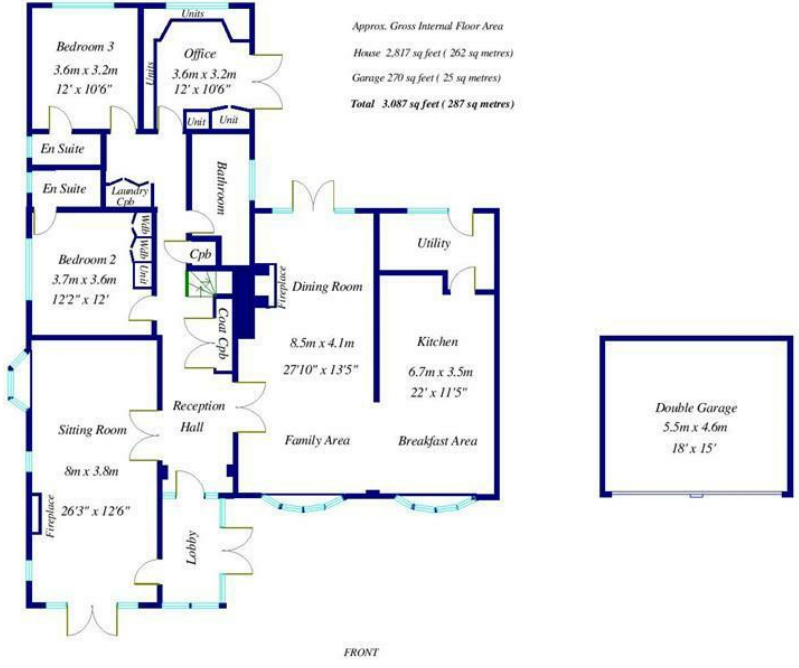 Units
Bedroom 3
3.6m x 3.2m
12' x 10'6"
Units
Office
3.6m x 3.2m
12' x 10'6"
Unit
Unit
Approx. Gross Internal Floor Area
House 2,817 sq feet ( 262 sq metres)
Garage 270 sq feet ( 25 sq metres)
Total 3.087 sq feet ( 287 sq metres)
En Suite
En Suite
Laundry
Cpb
Bathroom
Wdb
Wdb
Unit
Bedroom 2
3.7m x 3.6m
12'2" x 12'
Cpb
Coat Cpb
Fireplace
Dining Room
8.5m x 4.1m
27'10" x 13'5"
Family Area
Utility
Kitchen
6.7m x 3.5m
22' x 11'5"
Breakfast Area
Reception
Hall
Sitting Room
8m x 3.8m
26'3" x 12'6"
Fireplace
Lobby
Double Garage
5.5m x 4.6m
18' x 15'
FRONT